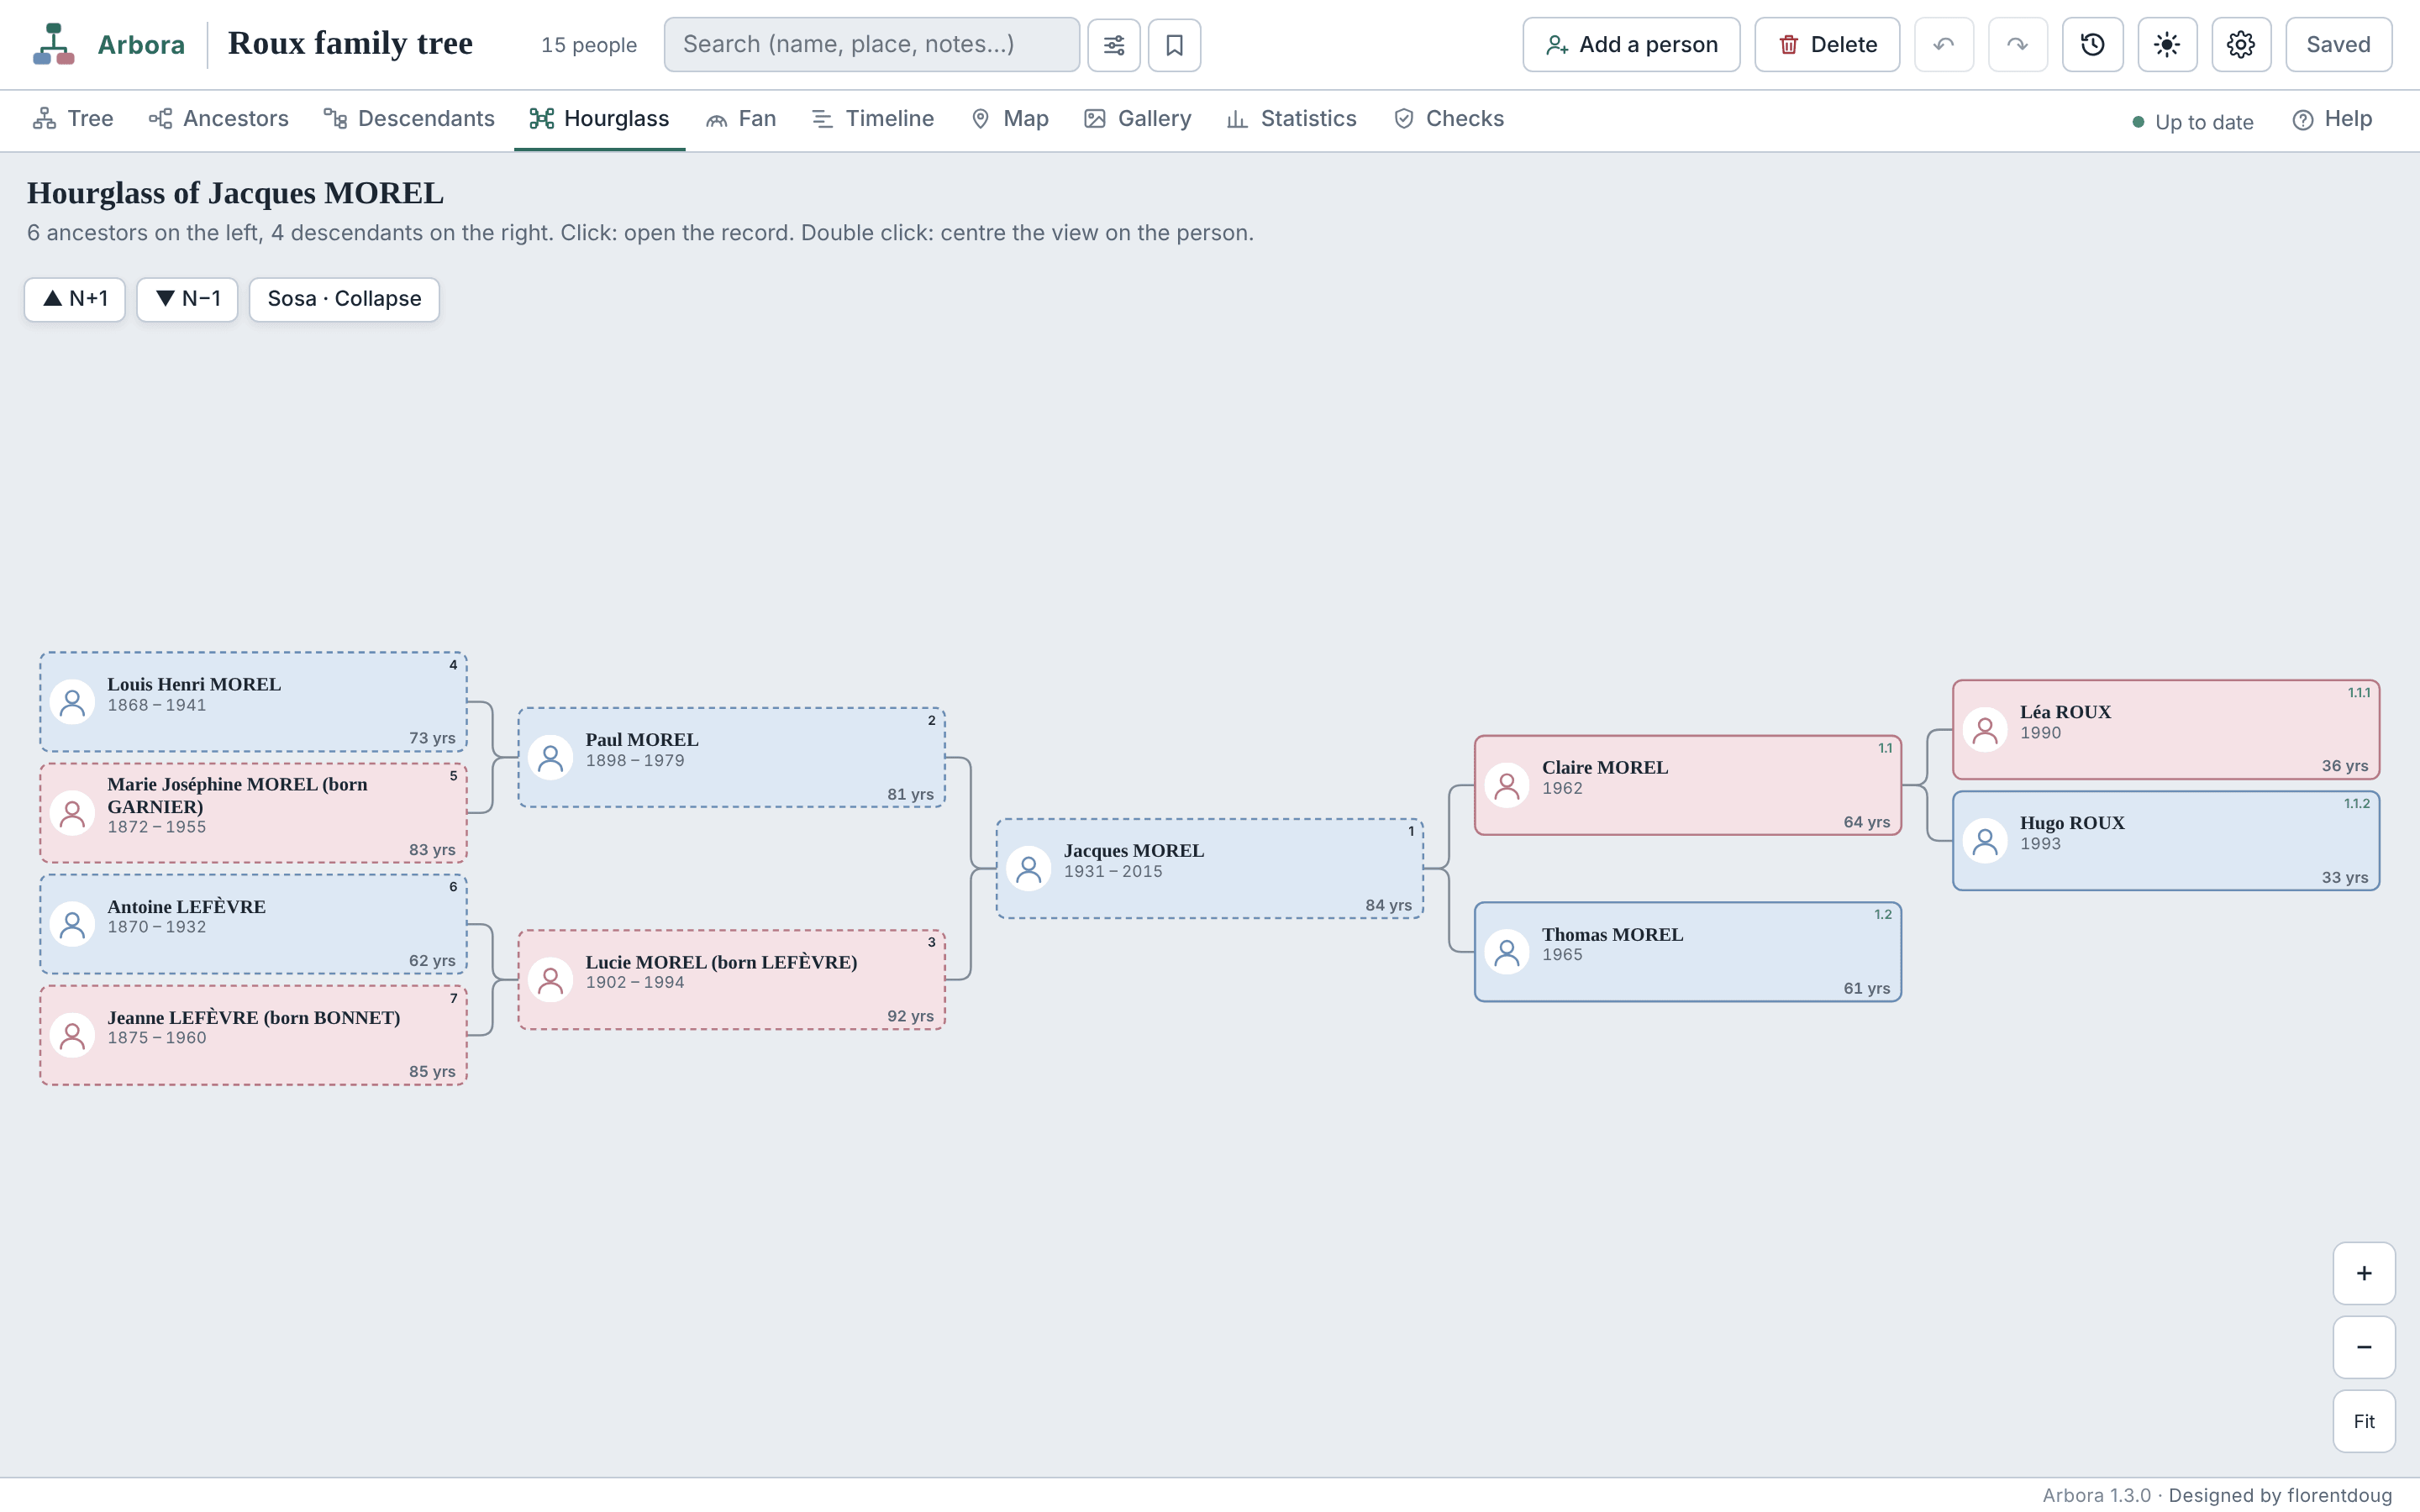 Arbora
Roux family tree
15 people
Search (name, place, notes...)
Add a person
Delete
Saved
Tree
Ancestors
Descendants
Hourglass
Fan
Timeline
Map
Gallery
Statistics
Checks
Up to date
Help
Hourglass of Jacques MOREL
6 ancestors on the left, 4 descendants on the right. Click: open the record. Double click: centre the view on the person.
▲ N+1
▼ N−1
Sosa · Collapse
4
Louis Henri MOREL
1868 – 1941
73 yrs
5
Marie Joséphine MOREL (born
GARNIER)
1872 – 1955
83 yrs
6
Antoine LEFÈVRE
1870 – 1932
62 yrs
7
Jeanne LEFÈVRE (born BONNET)
1875 – 1960
85 yrs
2
Paul MOREL
1898 – 1979
81 yrs
3
Lucie MOREL (born LEFÈVRE)
1902 – 1994
92 yrs
1
Jacques MOREL
1931 – 2015
84 yrs
1.1
Claire MOREL
1962
64 yrs
1.2
Thomas MOREL
1965
61 yrs
1.1.1
Léa ROUX
1990
36 yrs
1.1.2
Hugo ROUX
1993
33 yrs
+
−
Fit
Arbora 1.3.0 · Designed by florentdoug